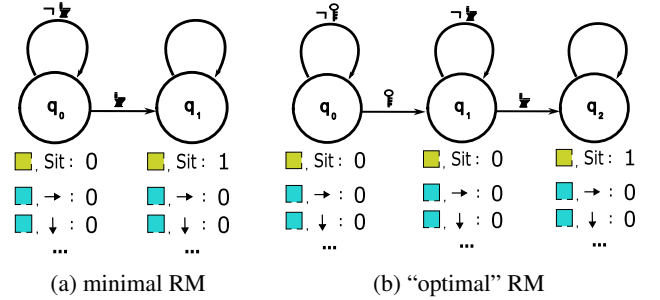 ¬ ¬ ¬
q₀ q₁ q₀ q₁ q₂
, Sit : 0 , Sit : 1 , Sit : 0 , Sit : 0 , Sit : 1
, → : 0 , → : 0 , → : 0 , → : 0 , → : 0
, ↓ : 0 , ↓ : 0 , ↓ : 0 , ↓ : 0 , ↓ : 0
... ... ... ... ...
(a) minimal RM (b) “optimal” RM